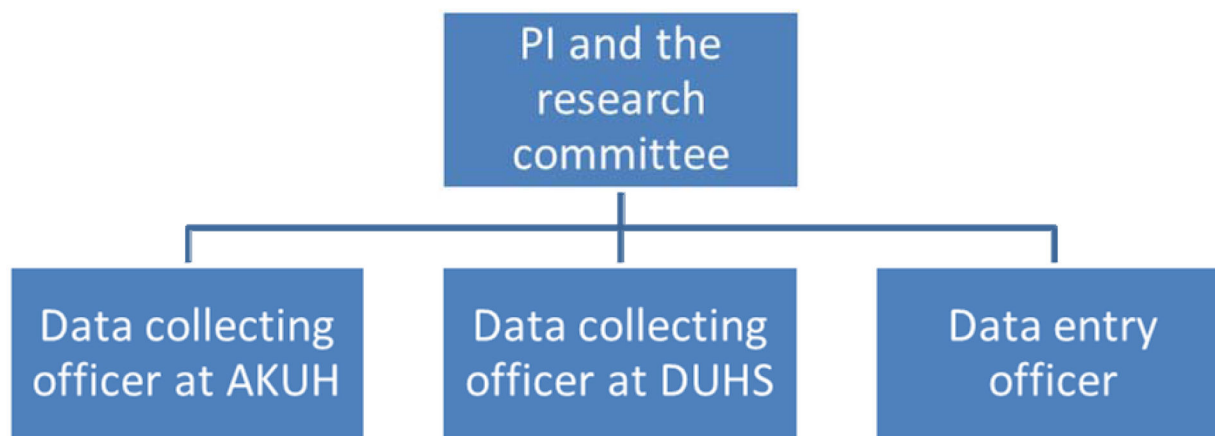 PI and the
research
committee
Data collecting
officer at AKUH
Data collecting
officer at DUHS
Data entry
officer